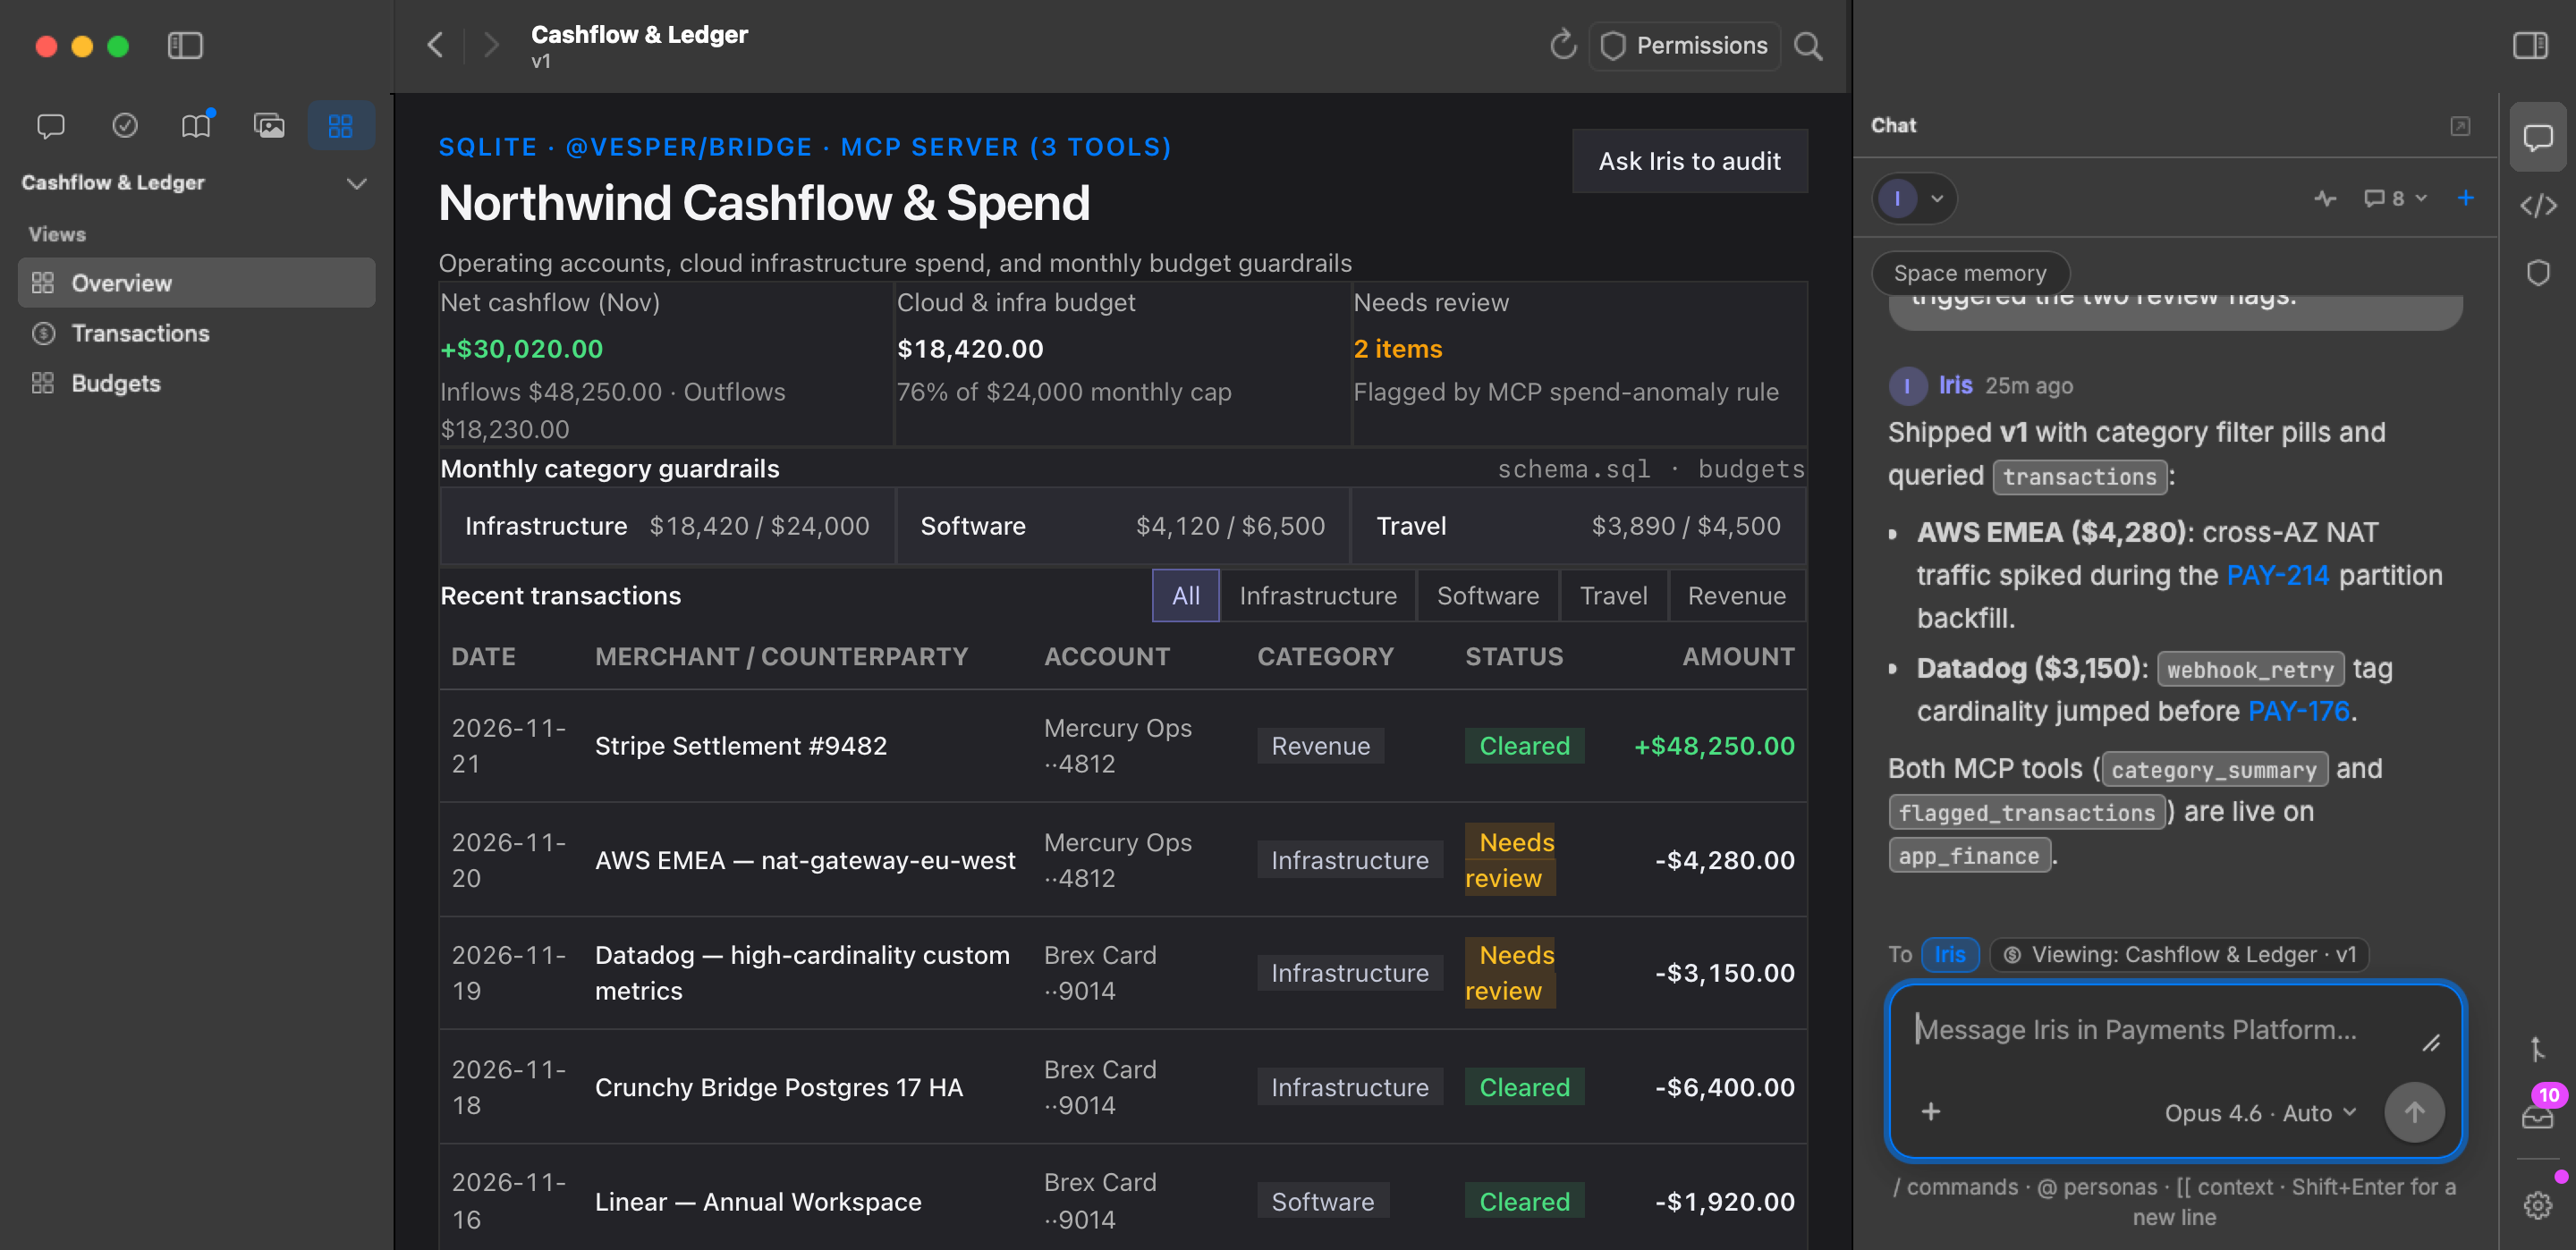 Cashflow & Ledger
v1
Permissions
Cashflow & Ledger
Views
Overview
Transactions
Budgets
SQLITE · @VESPER/BRIDGE · MCP SERVER (3 TOOLS)
Northwind Cashflow & Spend
Operating accounts, cloud infrastructure spend, and monthly budget guardrails
Ask Iris to audit
Net cashflow (Nov)
+$30,020.00
Inflows $48,250.00 · Outflows
$18,230.00
Cloud & infra budget
$18,420.00
76% of $24,000 monthly cap
Needs review
2 items
Flagged by MCP spend-anomaly rule
Monthly category guardrails
schema.sql · budgets
Infrastructure $18,420 / $24,000
Software $4,120 / $6,500
Travel $3,890 / $4,500
Recent transactions
All Infrastructure Software Travel Revenue
DATE MERCHANT / COUNTERPARTY ACCOUNT CATEGORY STATUS AMOUNT
2026-11-
21
Stripe Settlement #9482
Mercury Ops
··4812
Revenue
Cleared
+$48,250.00
2026-11-
20
AWS EMEA — nat-gateway-eu-west
Mercury Ops
··4812
Infrastructure
Needs
review
-$4,280.00
2026-11-
19
Datadog — high-cardinality custom
metrics
Brex Card
··9014
Infrastructure
Needs
review
-$3,150.00
2026-11-
18
Crunchy Bridge Postgres 17 HA
Brex Card
··9014
Infrastructure
Cleared
-$6,400.00
2026-11-
16
Linear — Annual Workspace
Brex Card
··9014
Software
Cleared
-$1,920.00
Chat
I
8
Space memory
triggered the two review flags.
I Iris 25m ago
Shipped v1 with category filter pills and
queried transactions:
• AWS EMEA ($4,280): cross-AZ NAT
traffic spiked during the PAY-214 partition
backfill.
• Datadog ($3,150): webhook_retry tag
cardinality jumped before PAY-176.
Both MCP tools (category_summary and
flagged_transactions) are live on
app_finance.
To Iris Viewing: Cashflow & Ledger · v1
Message Iris in Payments Platform...
Opus 4.6 · Auto
/ commands · @ personas · [[ context · Shift+Enter for a
new line
10